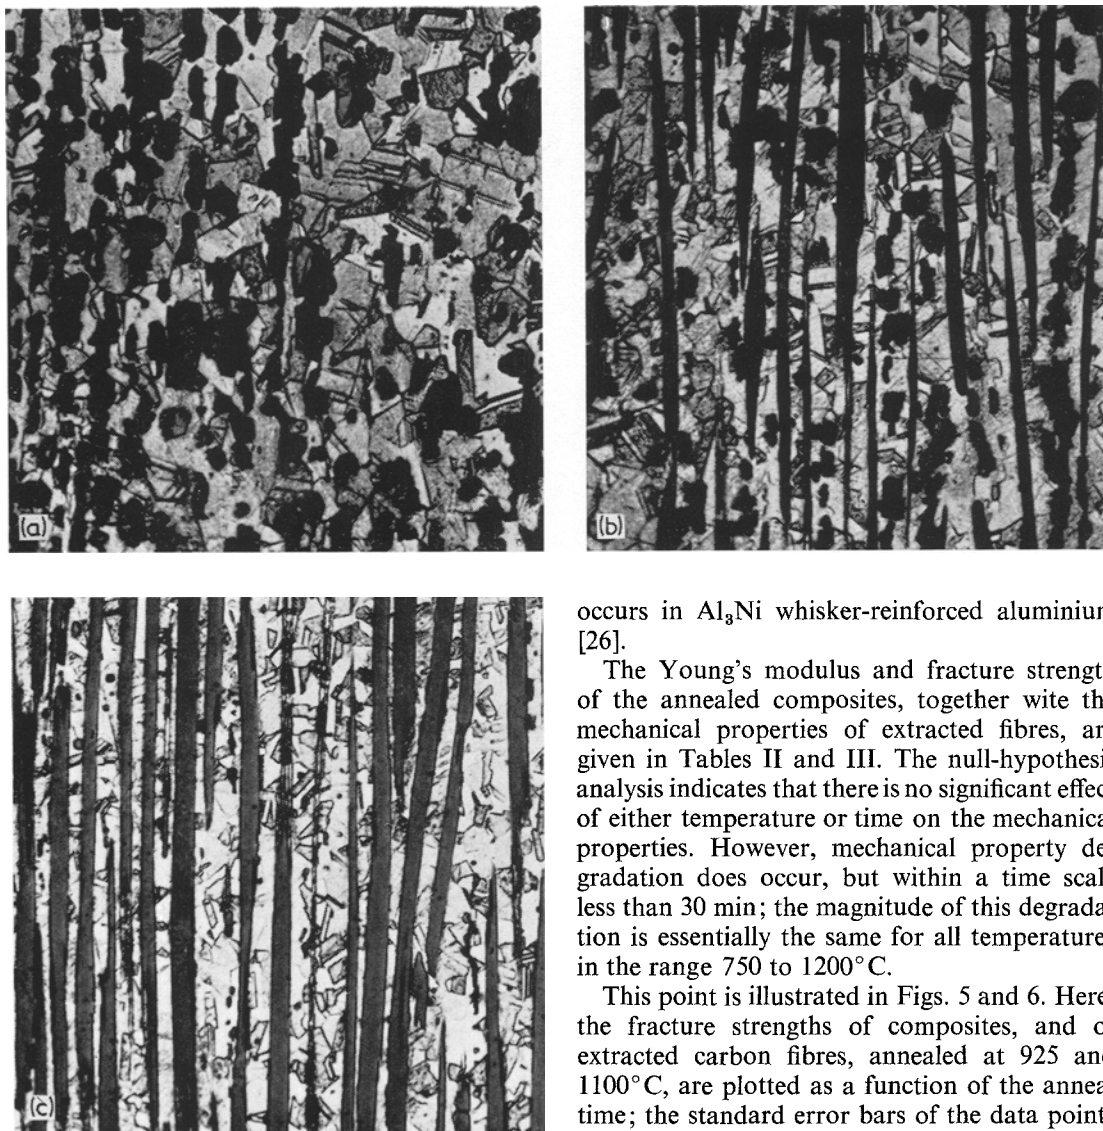 (a)
(b)
(c)
occurs in Al₃Ni whisker-reinforced aluminiu
[26].
The Young's modulus and fracture strengt
of the annealed composites, together wite th
mechanical properties of extracted fibres, ar
given in Tables II and III. The null-hypothesi
analysis indicates that there is no significant effec
of either temperature or time on the mechanica
properties. However, mechanical property de
gradation does occur, but within a time scal
less than 30 min; the magnitude of this degrada
tion is essentially the same for all temperature
in the range 750 to 1200°C.
This point is illustrated in Figs. 5 and 6. Here
the fracture strengths of composites, and o
extracted carbon fibres, annealed at 925 an
1100°C, are plotted as a function of the annea
time; the standard error bars of the data point